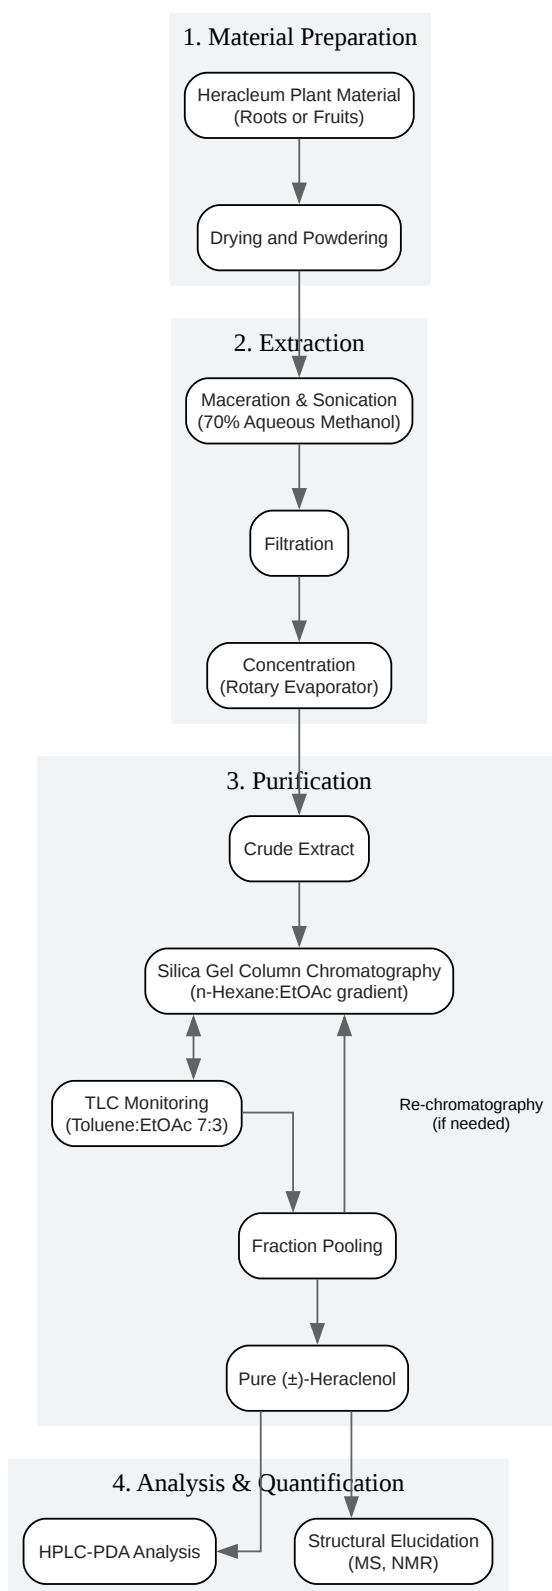 1. Material Preparation
Heracleum Plant Material
(Roots or Fruits)
Drying and Powdering
2. Extraction
Maceration & Sonication
(70% Aqueous Methanol)
Filtration
Concentration
(Rotary Evaporator)
3. Purification
Crude Extract
Silica Gel Column Chromatography
(n-Hexane:EtOAc gradient)
TLC Monitoring
(Toluene:EtOAc 7:3)
Re-chromatography
(if needed)
Fraction Pooling
Pure (±)-Heraclenol
4. Analysis & Quantification
HPLC-PDA Analysis
Structural Elucidation
(MS, NMR)